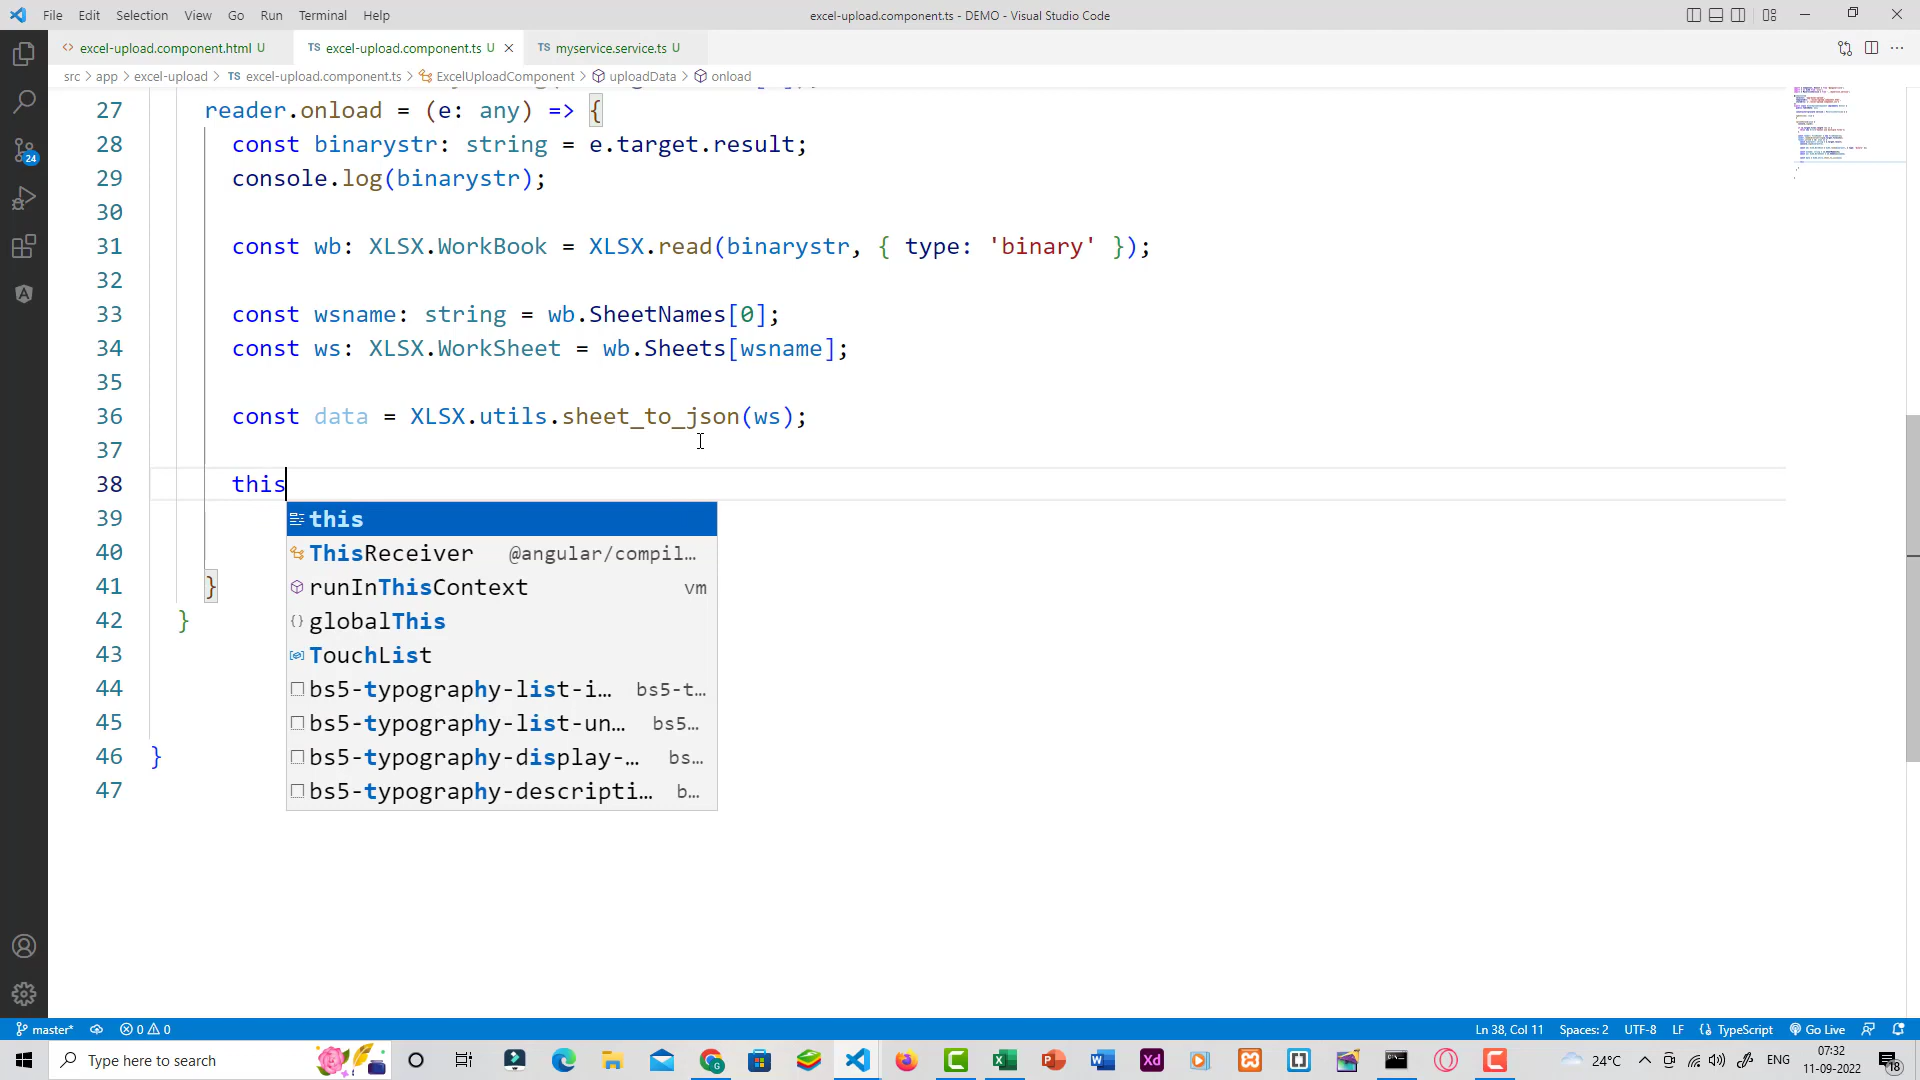 File Edit Selection View Go Run Terminal Help
excel-upload.component.ts - DEMO - Visual Studio Code
excel-upload.component.html U
TS excel-upload.component.ts U
TS myservice.service.ts U
src > app > excel-upload > TS excel-upload.component.ts > ExcelUploadComponent > uploadData > onload
27 reader.onload = (e: any) => {
28 const binarystr: string = e.target.result;
29 console.log(binarystr);
30
31 const wb: XLSX.WorkBook = XLSX.read(binarystr, { type: 'binary' });
32
33 const wsname: string = wb.SheetNames[0];
34 const ws: XLSX.WorkSheet = wb.Sheets[wsname];
35
36 const data = XLSX.utils.sheet_to_json(ws);
37
38 this
39 this
40 ThisReceiver @angular/compil...
41 } runInThisContext vm
42 } globalThis
43 TouchList
44 bs5-typography-list-i... bs5-t...
45 bs5-typography-list-un... bs5...
46 } bs5-typography-display-... bs...
47 bs5-typography-descripti... b...
24
master* 0 0
Ln 38, Col 11 Spaces: 2 UTF-8 LF TypeScript Go Live
Type here to search
24°C ENG
07:32
11-09-2022
18